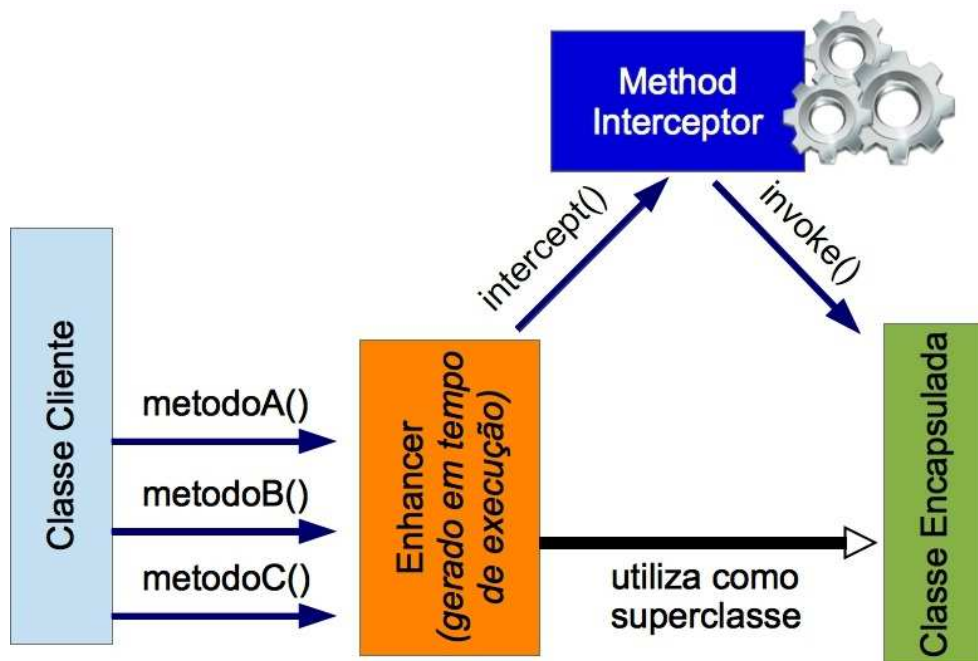 Method
Interceptor
intercept()
invoke()
Classe Cliente
metodoA()
metodoB()
metodoC()
Enhancer
(gerado em tempo
de execução)
utiliza como
superclasse
Classe Encapsulada